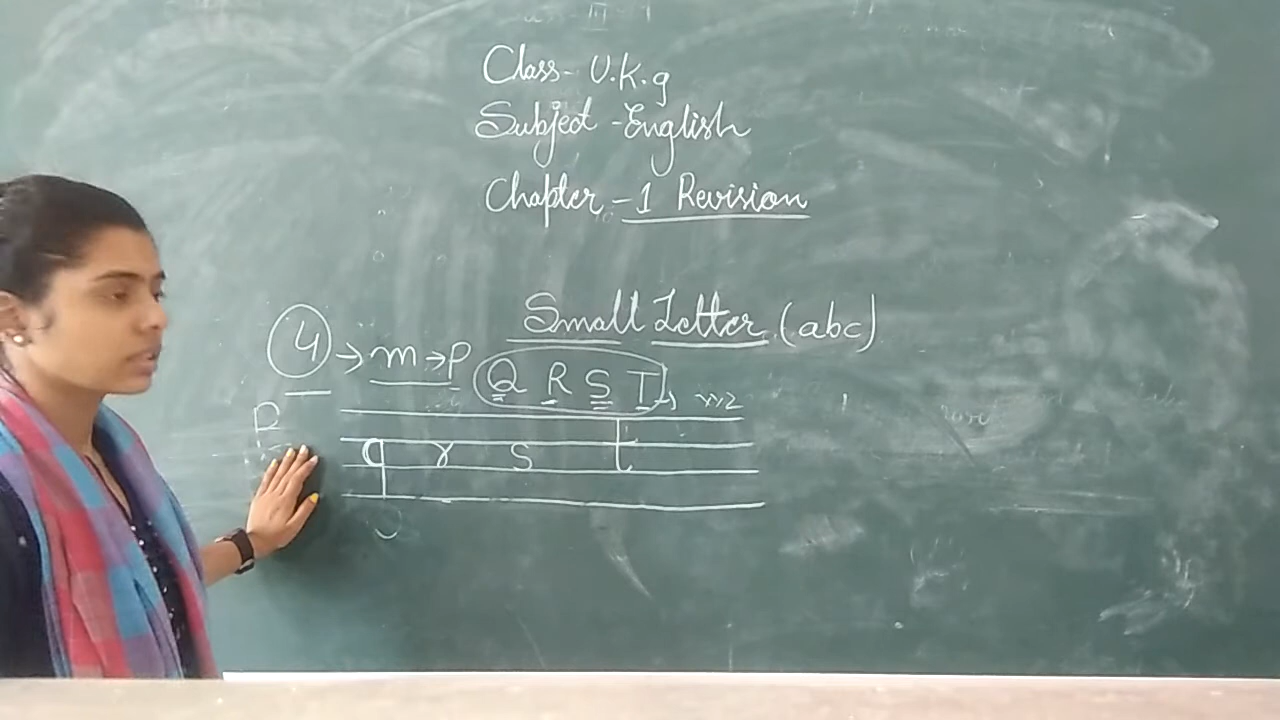 Class- U.K.g
Subject - English
Chapter - 1 Revision
Small Letter (abc)
4 → m → p Q R S T →
R
q r s t